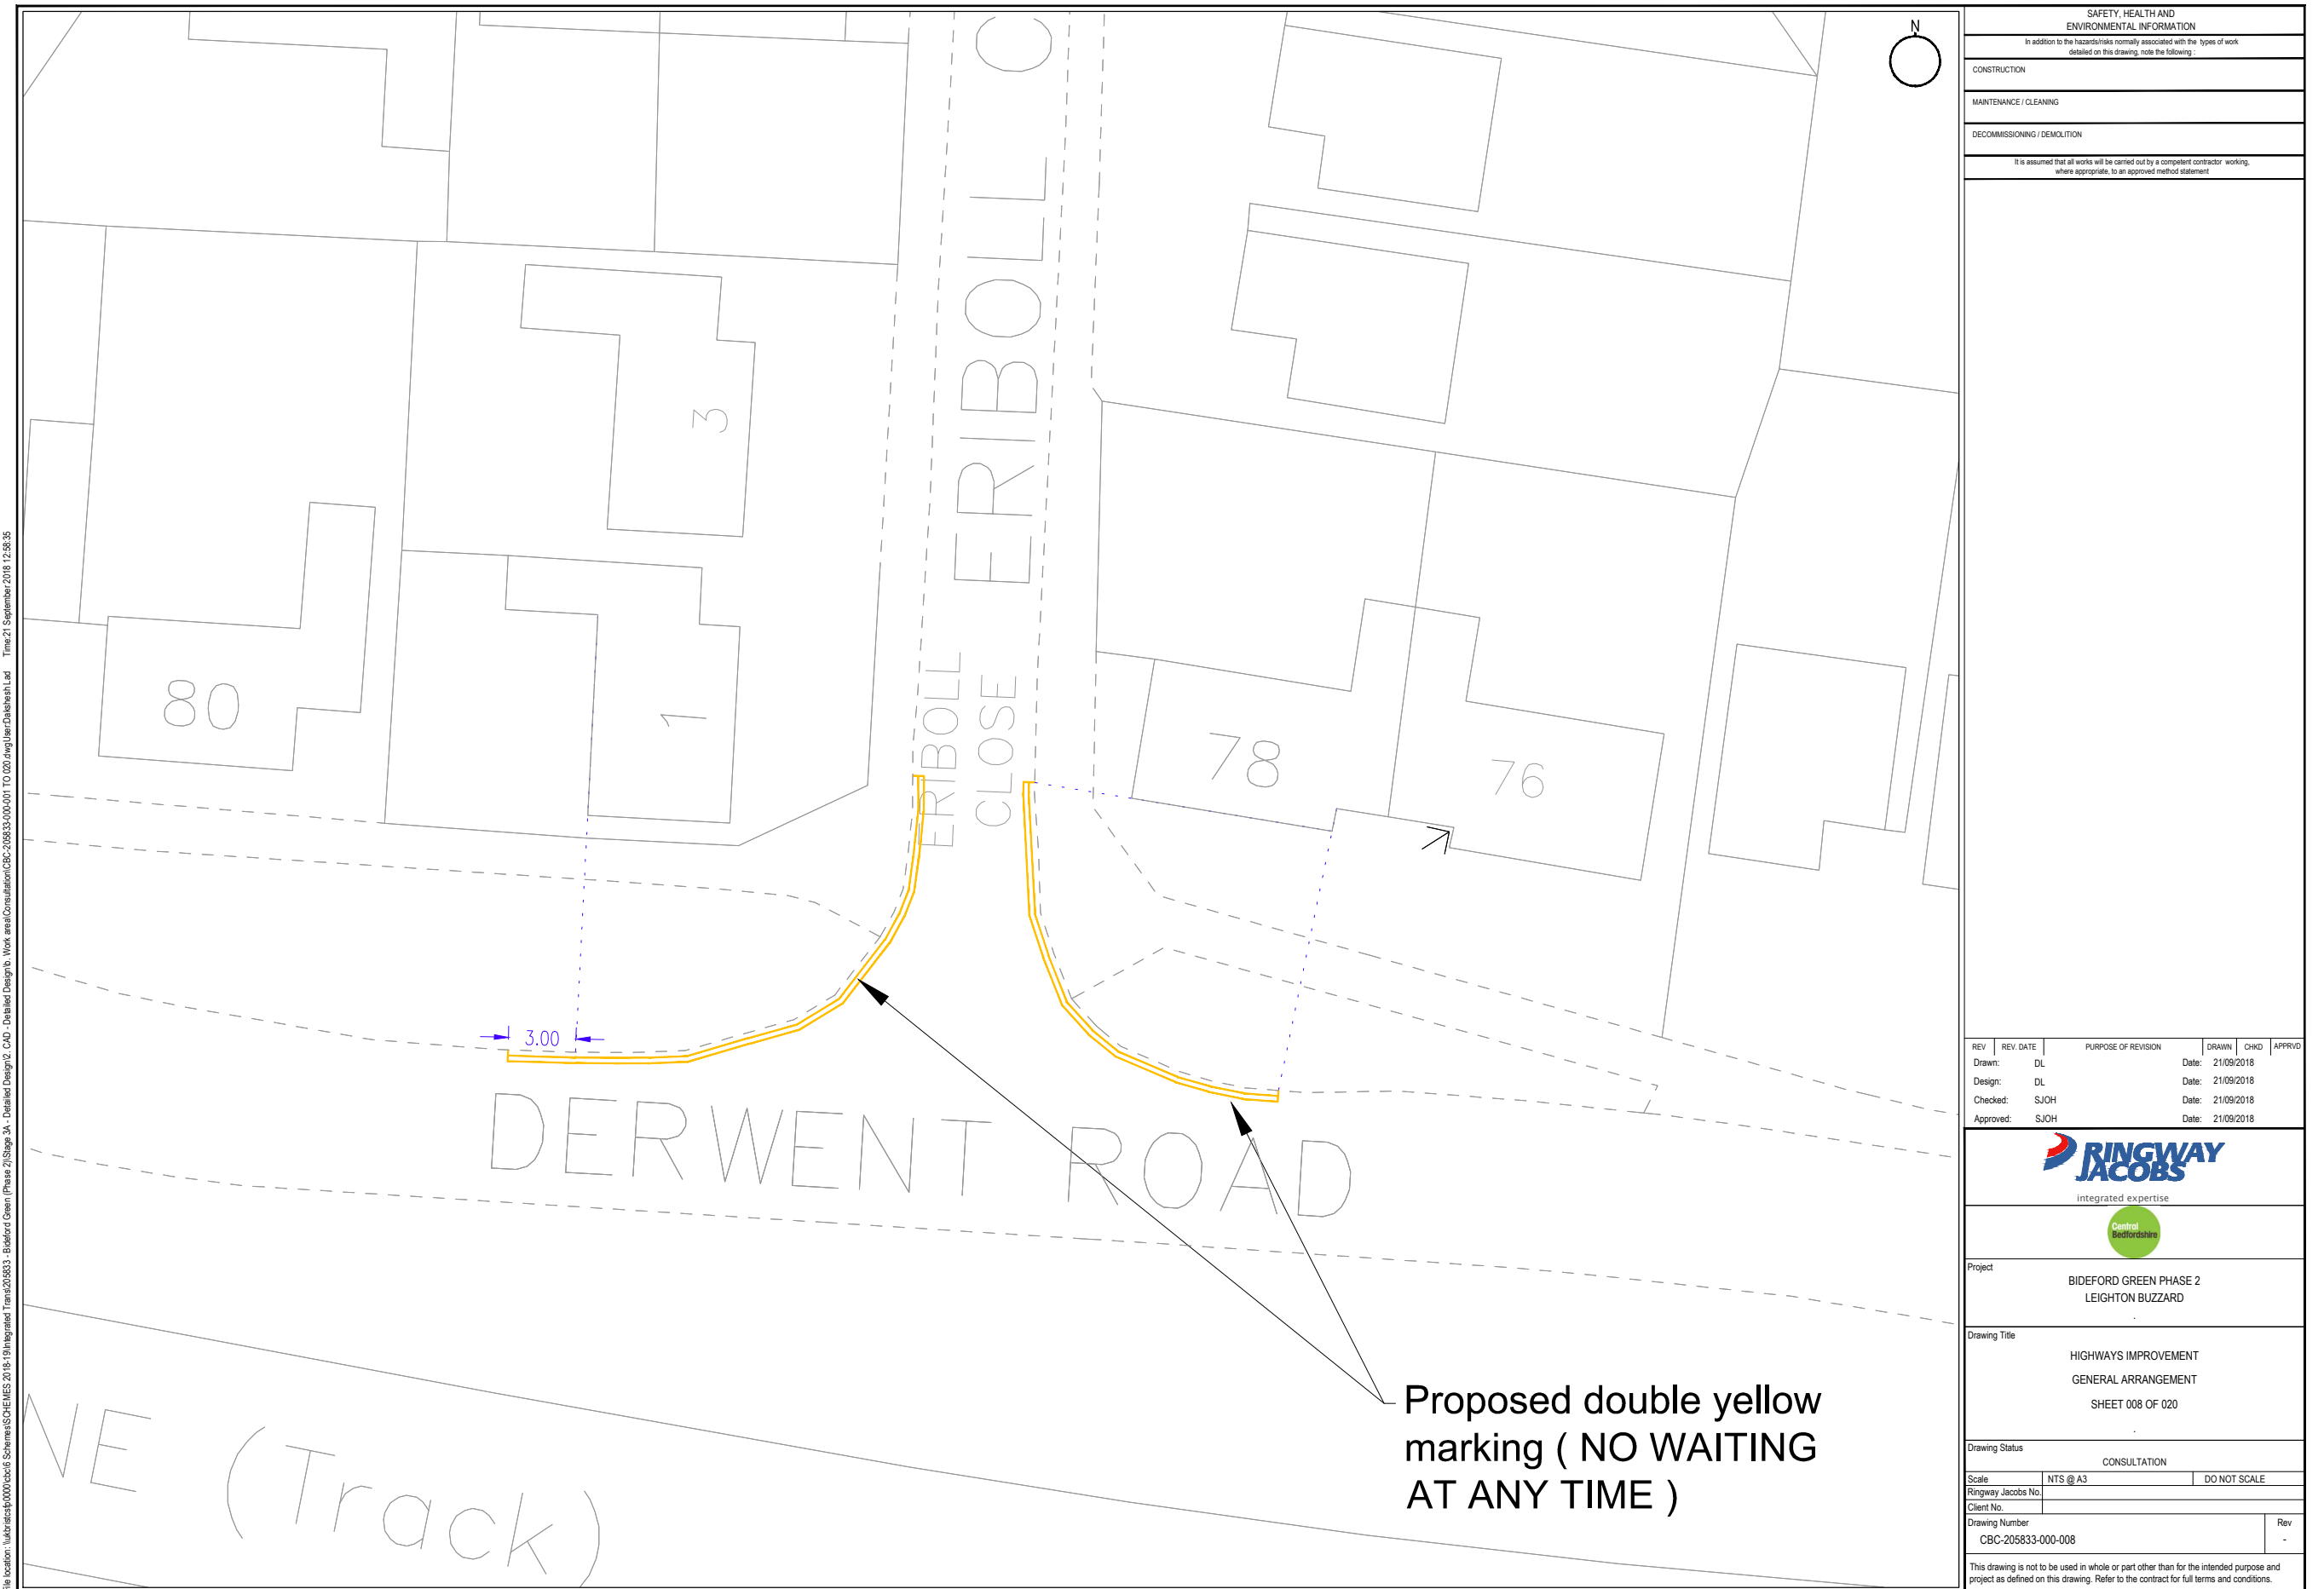 N
ERIBOLL C
3
1
80
ERIBOLL
CLOSE
78
76
3.00
DERWENT ROAD
NE (Track)
Proposed double yellow
marking ( NO WAITING
AT ANY TIME )
SAFETY, HEALTH AND
ENVIRONMENTAL INFORMATION
In addition to the hazards/risks normally associated with the types of work
detailed on this drawing, note the following :
CONSTRUCTION
MAINTENANCE / CLEANING
DECOMMISSIONING / DEMOLITION
It is assumed that all works will be carried out by a competent contractor working,
where appropriate, to an approved method statement
REV REV. DATE PURPOSE OF REVISION DRAWN CHKD APPRVD
Drawn: DL Date: 21/09/2018
Design: DL Date: 21/09/2018
Checked: SJOH Date: 21/09/2018
Approved: SJOH Date: 21/09/2018
RINGWAY
JACOBS
integrated expertise
Central
Bedfordshire
Project
BIDEFORD GREEN PHASE 2
LEIGHTON BUZZARD
.
Drawing Title
HIGHWAYS IMPROVEMENT
GENERAL ARRANGEMENT
SHEET 008 OF 020
.
Drawing Status
CONSULTATION
Scale NTS @ A3 DO NOT SCALE
Ringway Jacobs No.
Client No.
Drawing Number Rev
CBC-205833-000-008 -
This drawing is not to be used in whole or part other than for the intended purpose and
project as defined on this drawing. Refer to the contract for full terms and conditions.
Time:21 September 2018 12:58:35